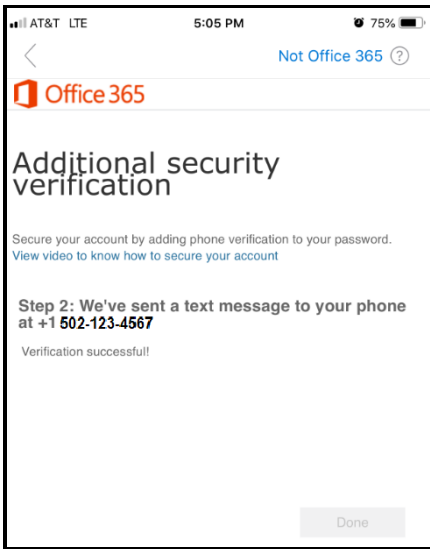 AT&T LTE 5:05 PM 75%
Not Office 365 ?
Office 365
Additional security
verification
Secure your account by adding phone verification to your password.
View video to know how to secure your account
Step 2: We've sent a text message to your phone
at +1 502-123-4567
Verification successful!
Done